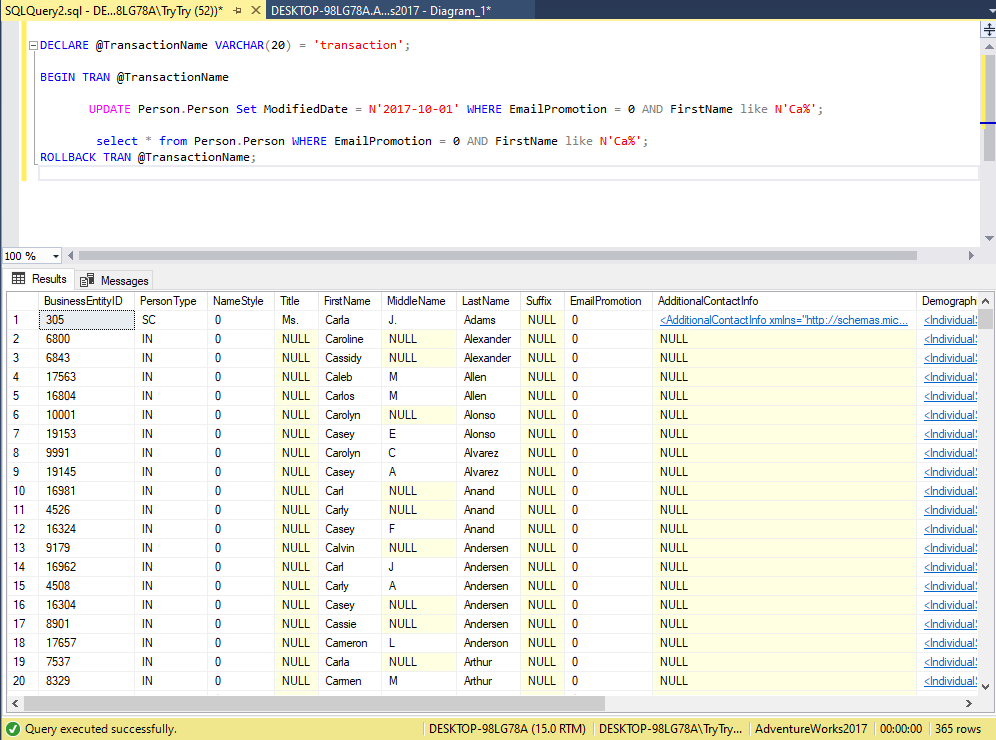 SQLQuery2.sql - DE...8LG78A\TryTry (52))* DESKTOP-98LG78A.A...s2017 - Diagram_1*
DECLARE @TransactionName VARCHAR(20) = 'transaction';
BEGIN TRAN @TransactionName
UPDATE Person.Person Set ModifiedDate = N'2017-10-01' WHERE EmailPromotion = 0 AND FirstName like N'Ca%';
select * from Person.Person WHERE EmailPromotion = 0 AND FirstName like N'Ca%';
ROLLBACK TRAN @TransactionName;
100 %
Results Messages
BusinessEntityID PersonType NameStyle Title FirstName MiddleName LastName Suffix EmailPromotion AdditionalContactInfo Demograph
1 305 SC 0 Ms. Carla J. Adams NULL 0 <AdditionalContactInfo xmlns="http://schemas.mic... <Individual
2 6800 IN 0 NULL Caroline NULL Alexander NULL 0 NULL <Individual
3 6843 IN 0 NULL Cassidy NULL Alexander NULL 0 NULL <Individual
4 17563 IN 0 NULL Caleb M Allen NULL 0 NULL <Individual
5 16804 IN 0 NULL Carlos M Allen NULL 0 NULL <Individual
6 10001 IN 0 NULL Carolyn NULL Alonso NULL 0 NULL <Individual
7 19153 IN 0 NULL Casey E Alonso NULL 0 NULL <Individual
8 9991 IN 0 NULL Carolyn C Alvarez NULL 0 NULL <Individual
9 19145 IN 0 NULL Casey A Alvarez NULL 0 NULL <Individual
10 16981 IN 0 NULL Carl NULL Anand NULL 0 NULL <Individual
11 4526 IN 0 NULL Carly NULL Anand NULL 0 NULL <Individual
12 16324 IN 0 NULL Casey F Anand NULL 0 NULL <Individual
13 9179 IN 0 NULL Calvin NULL Andersen NULL 0 NULL <Individual
14 16962 IN 0 NULL Carl J Andersen NULL 0 NULL <Individual
15 4508 IN 0 NULL Carly A Andersen NULL 0 NULL <Individual
16 16304 IN 0 NULL Casey NULL Andersen NULL 0 NULL <Individual
17 8901 IN 0 NULL Cassie NULL Andersen NULL 0 NULL <Individual
18 17657 IN 0 NULL Cameron L Anderson NULL 0 NULL <Individual
19 7537 IN 0 NULL Carla NULL Arthur NULL 0 NULL <Individual
20 8329 IN 0 NULL Carmen M Arthur NULL 0 NULL <Individual
Query executed successfully. DESKTOP-98LG78A (15.0 RTM) DESKTOP-98LG78A\TryTry... AdventureWorks2017 00:00:00 365 rows